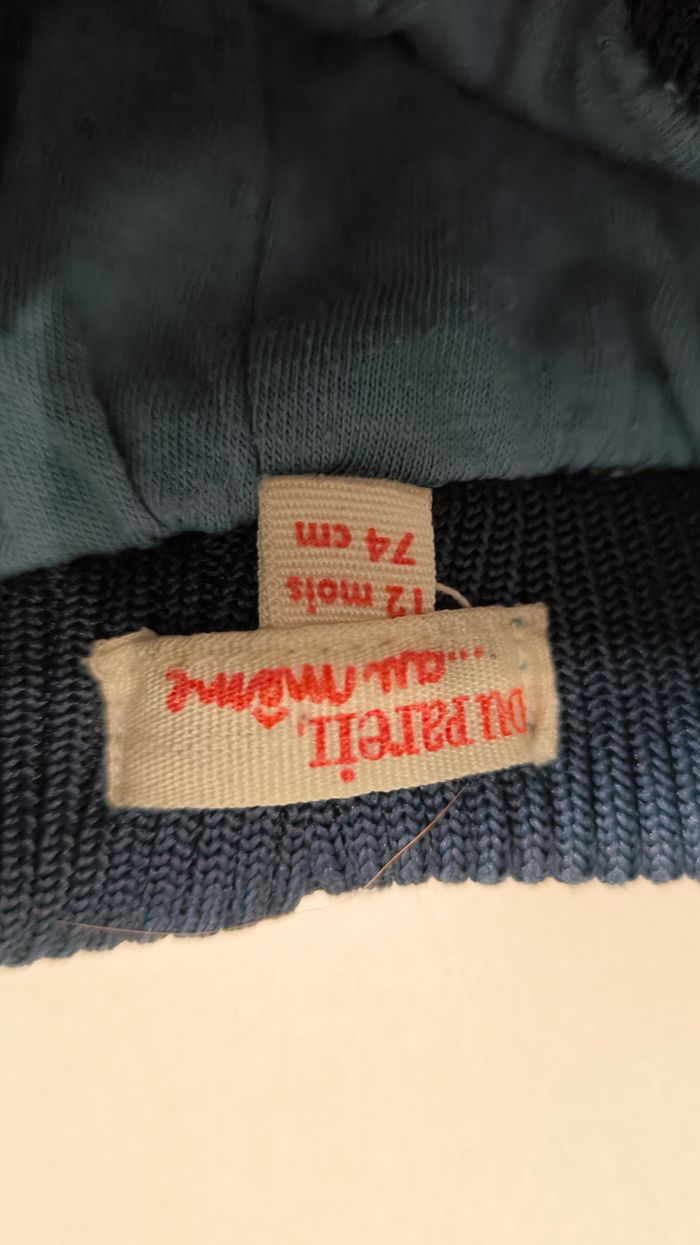 DU Pareil,
...au même
12 mois
74 cm